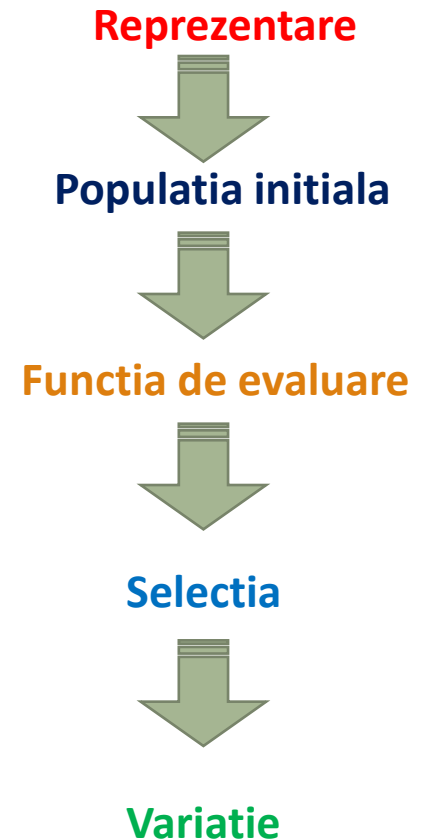 Reprezentare
Populatia initiala
Functia de evaluare
Selectia
Variatie